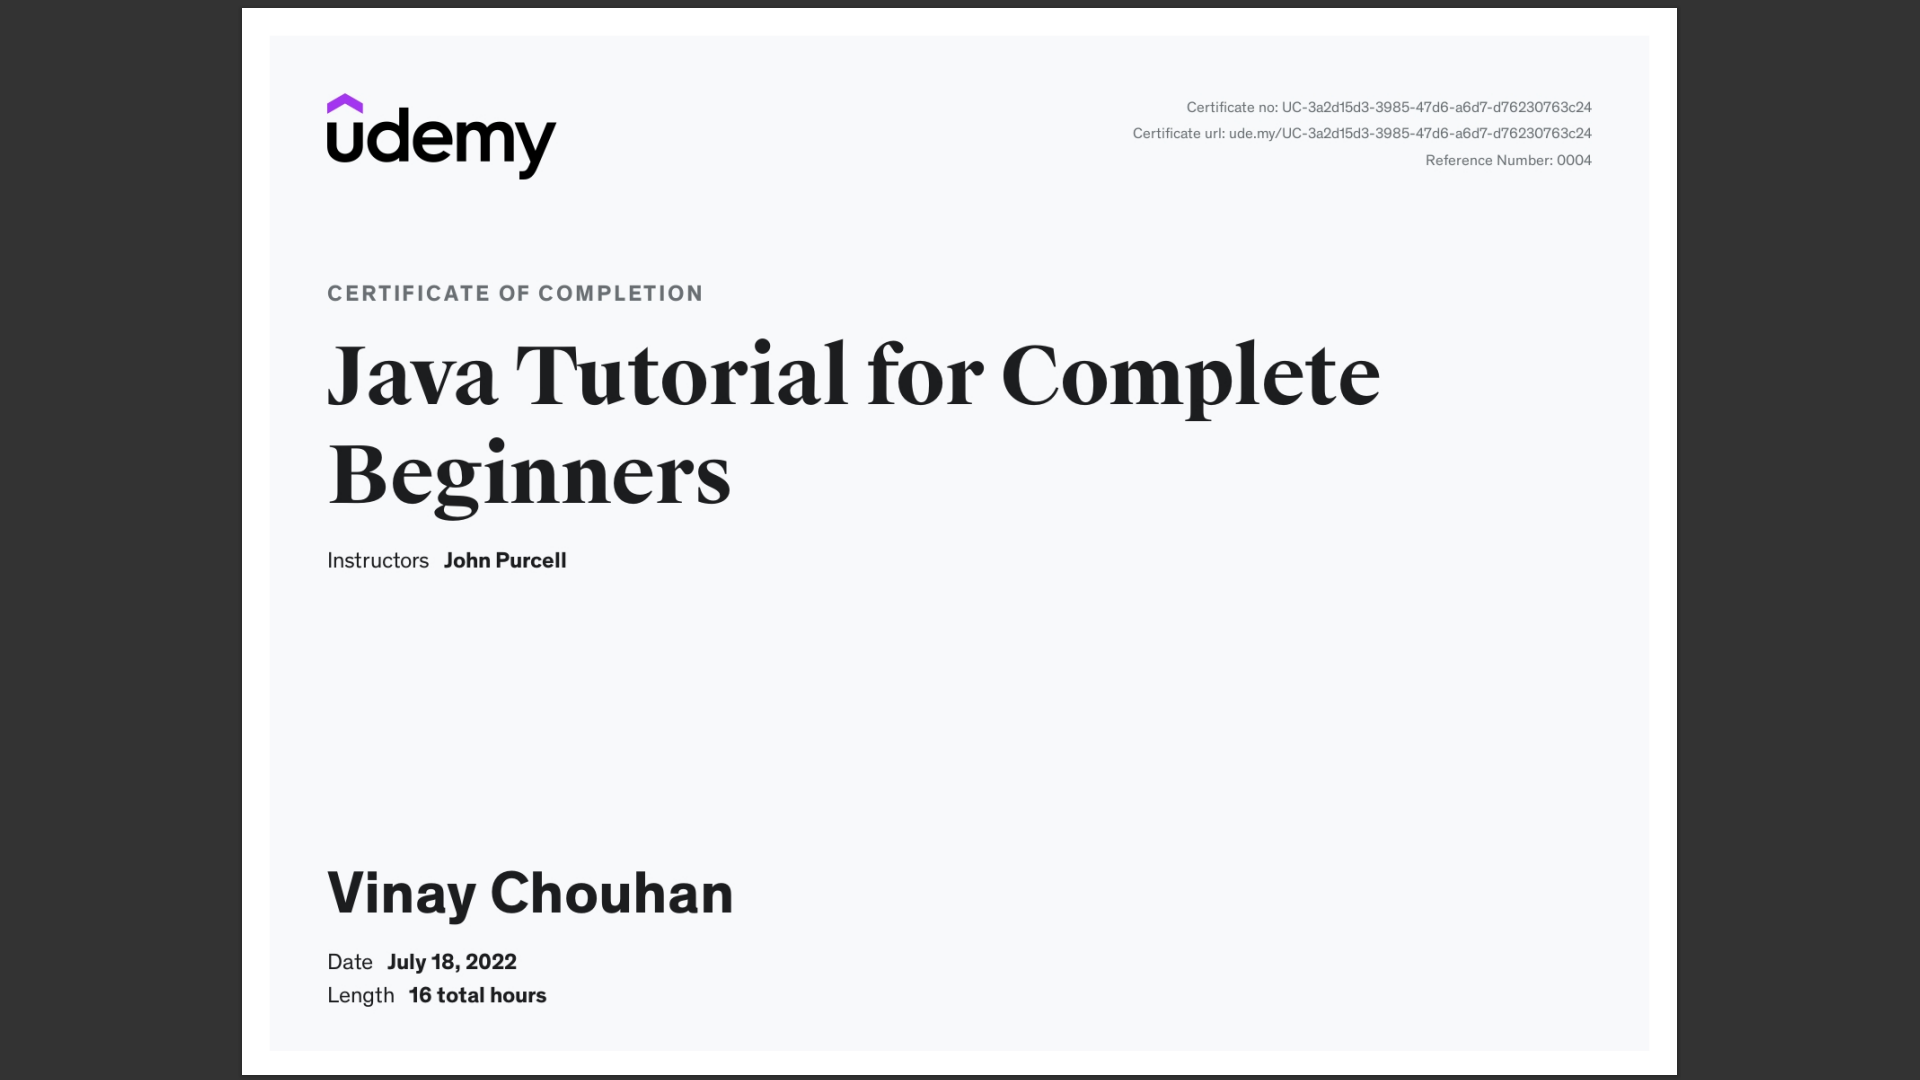 udemy
Certificate no: UC-3a2d15d3-3985-47d6-a6d7-d76230763c24
Certificate url: ude.my/UC-3a2d15d3-3985-47d6-a6d7-d76230763c24
Reference Number: 0004
CERTIFICATE OF COMPLETION
Java Tutorial for Complete
Beginners
Instructors John Purcell
Vinay Chouhan
Date July 18, 2022
Length 16 total hours